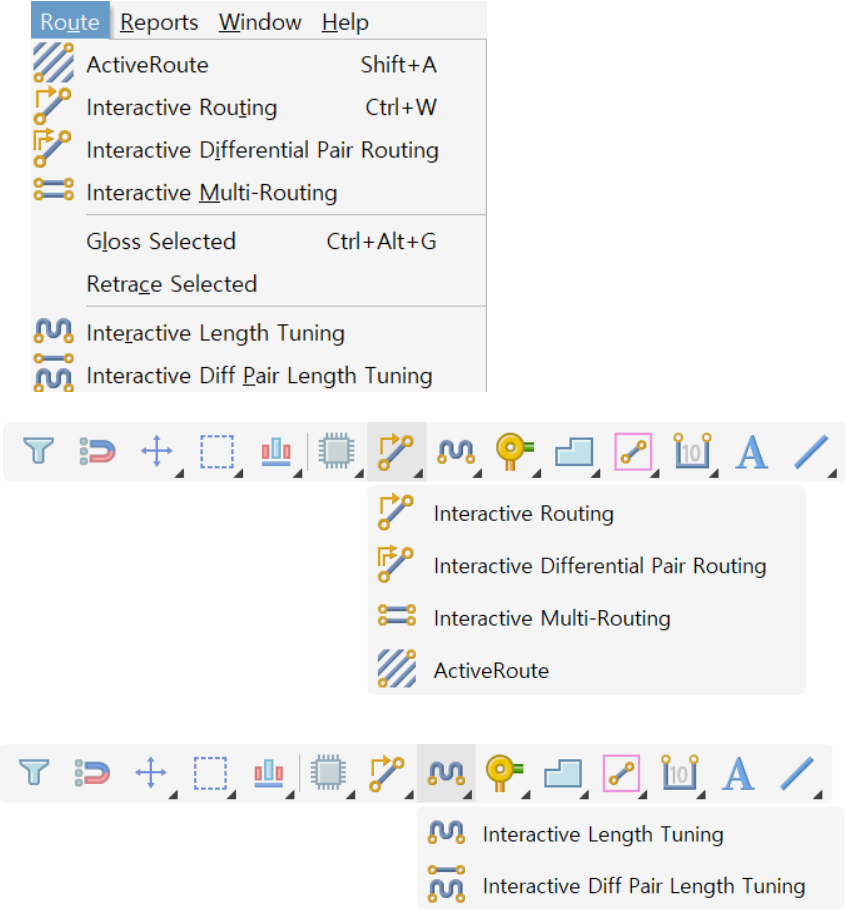 Route Reports Window Help
ActiveRoute Shift+A
Interactive Routing Ctrl+W
Interactive Differential Pair Routing
Interactive Multi-Routing
Gloss Selected Ctrl+Alt+G
Retrace Selected
Interactive Length Tuning
Interactive Diff Pair Length Tuning
10 A
Interactive Routing
Interactive Differential Pair Routing
Interactive Multi-Routing
ActiveRoute
10 A
Interactive Length Tuning
Interactive Diff Pair Length Tuning